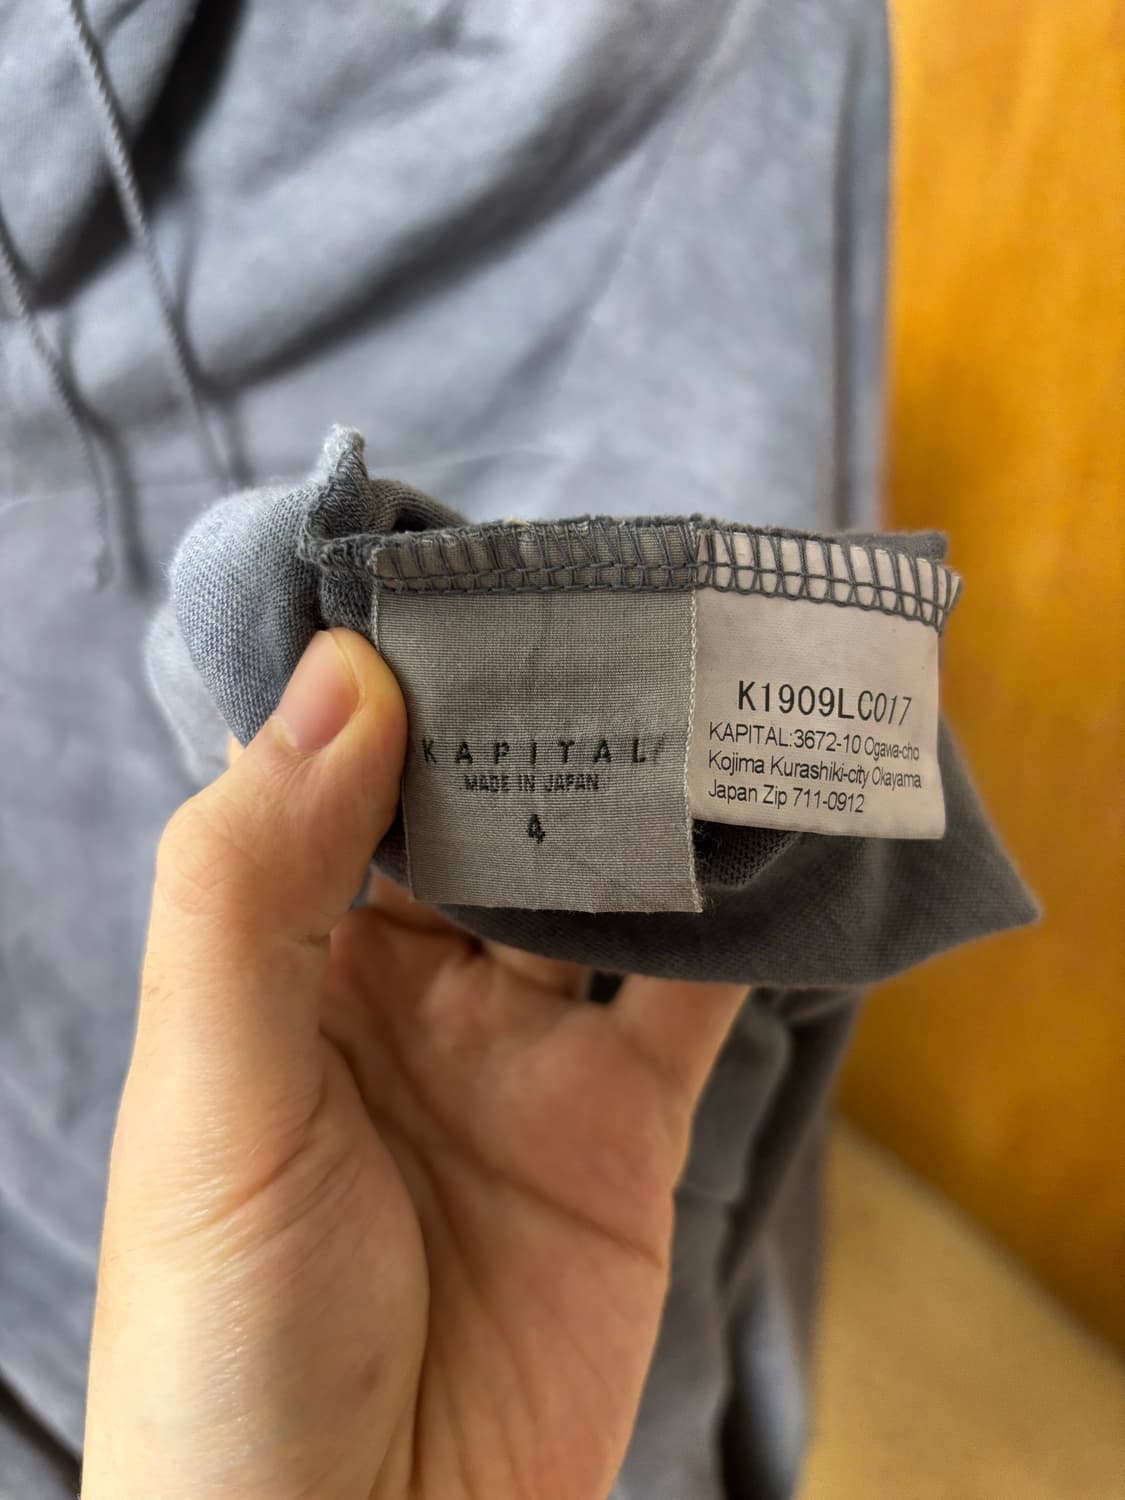 KAPITAL
MADE IN JAPAN
4
K1909LC017
KAPITAL:3672-10 Ogawa-cho
Kojima Kurashiki-city Okayama
Japan Zip 711-0912